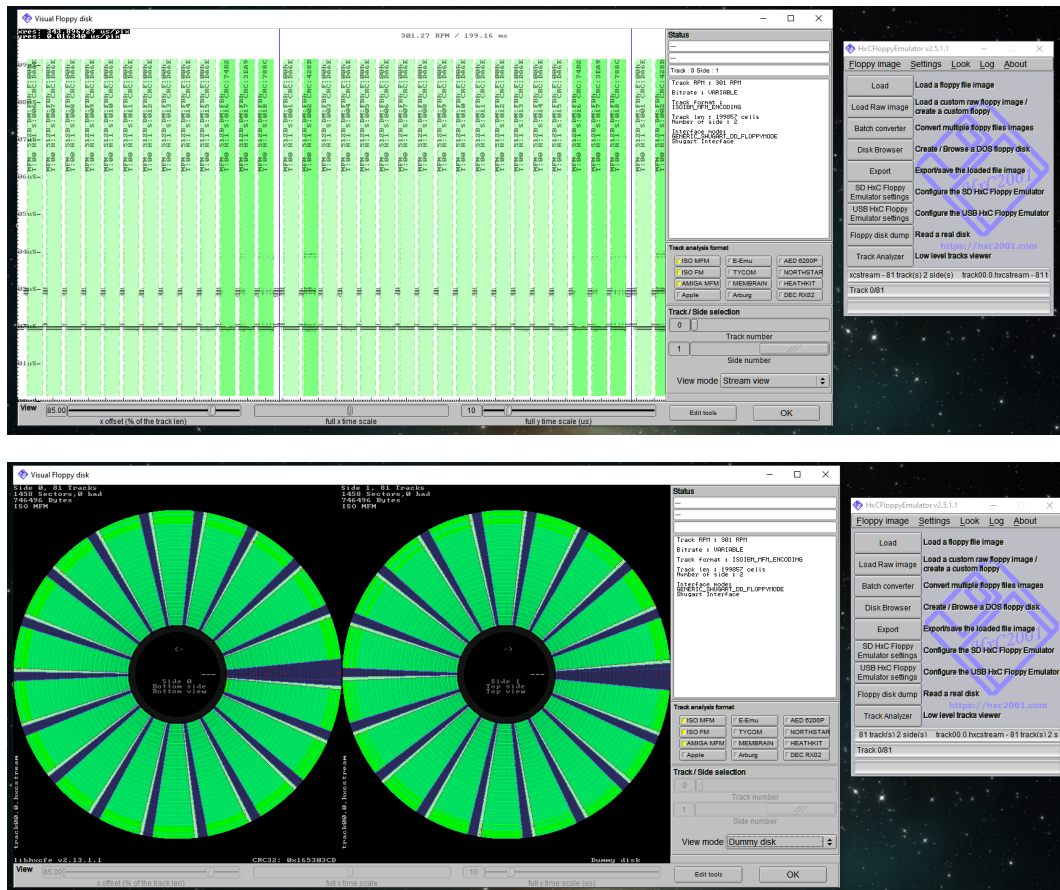 Visual Floppy disk
xres: 343.896729 us/pix
yres: 0.016340 us/pix
301.27 RPM / 199.16 ms
Status
Track : 0 Side : 1
Track RPM : 301 RPM
Bitrate : VARIABLE
Track format :
ISOIBM_MFM_ENCODING
Track len : 199857 cells
Number of side : 2
Interface mode:
GENERIC_SHUGART_DD_FLOPPYMODE
Shugart Interface
Track analysis format
ISO MFM
E-Emu
AED 6200P
ISO FM
TYCOM
NORTHSTAR
AMIGA MFM
MEMBRAIN
HEATHKIT
Apple
Arburg
DEC RX02
Track / Side selection
0
Track number
1
Side number
View mode
Stream view
View
85.00
x offset (% of the track len)
full x time scale
10
full y time scale (us)
Edit tools
OK
HxCFloppyEmulator v2.5.1.1
Floppy image Settings Look Log About
Load
Load a floppy file image
Load Raw image
Load a custom raw floppy image /
create a custom floppy
Batch converter
Convert multiple floppy files images
Disk Browser
Create / Browse a DOS floppy disk
Export
Export/save the loaded file image
SD HxC Floppy
Emulator settings
Configure the SD HxC Floppy Emulator
USB HxC Floppy
Emulator settings
Configure the USB HxC Floppy Emulator
Floppy disk dump
Read a real disk
HxC2001
https://hxc2001.com
Track Analyzer
Low level tracks viewer
xcstream - 81 track(s) 2 side(s) track00.0.hxcstream - 81 t
Track 0/81
Visual Floppy disk
Side 0, 81 Tracks
1458 Sectors,0 bad
746496 Bytes
ISO MFM
Side 1, 81 Tracks
1458 Sectors,0 bad
746496 Bytes
ISO MFM
<-
Side 0
Bottom side
Bottom view
->
Side 1
Top side
Top view
track00.0.hxcstream
track00.0.hxcstream
libhxcfe v2.13.1.1
CRC32: 0x165303CD
Dummy disk
Status
Track RPM : 301 RPM
Bitrate : VARIABLE
Track format : ISOIBM_MFM_ENCODING
Track len : 199857 cells
Number of side : 2
Interface mode:
GENERIC_SHUGART_DD_FLOPPYMODE
Shugart Interface
Track analysis format
ISO MFM
E-Emu
AED 6200P
ISO FM
TYCOM
NORTHSTAR
AMIGA MFM
MEMBRAIN
HEATHKIT
Apple
Arburg
DEC RX02
Track / Side selection
0
Track number
1
Side number
View mode
Dummy disk
View
85.00
x offset (% of the track len)
full x time scale
10
full y time scale (us)
Edit tools
OK
HxCFloppyEmulator v2.5.1.1
Floppy image Settings Look Log About
Load
Load a floppy file image
Load Raw image
Load a custom raw floppy image /
create a custom floppy
Batch converter
Convert multiple floppy files images
Disk Browser
Create / Browse a DOS floppy disk
Export
Export/save the loaded file image
SD HxC Floppy
Emulator settings
Configure the SD HxC Floppy Emulator
USB HxC Floppy
Emulator settings
Configure the USB HxC Floppy Emulator
Floppy disk dump
Read a real disk
HxC2001
https://hxc2001.com
Track Analyzer
Low level tracks viewer
81 track(s) 2 side(s) track00.0.hxcstream - 81 track(s) 2 s
Track 0/81